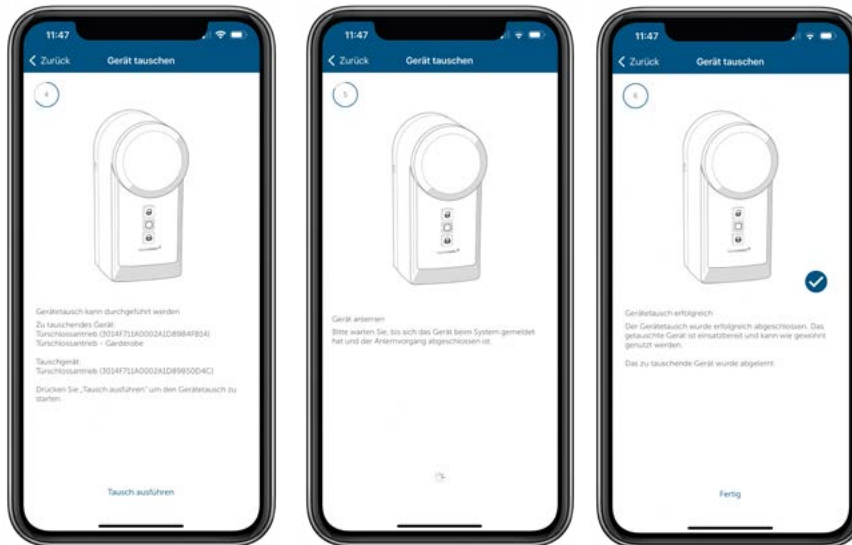 11:47
Zurück
Gerät tauschen
4
Gerätetausch kann durchgeführt werden
Zu tauschendes Gerät:
Türschlossantrieb (3014F711A0002A1D8984FB14)
Türschlossantrieb - Garderobe
Tauschgerät:
Türschlossantrieb (3014F711A0002A1D89850D4C)
Drücken Sie „Tausch ausführen" um den Gerätetausch zu
starten.
Tausch ausführen
11:47
Zurück
Gerät tauschen
5
Gerät anlernen
Bitte warten Sie, bis sich das Gerät beim System gemeldet
hat und der Anlernvorgang abgeschlossen ist.
11:47
Zurück
Gerät tauschen
6
Gerätetausch erfolgreich
Der Gerätetausch wurde erfolgreich abgeschlossen. Das
getauschte Gerät ist einsatzbereit und kann wie gewohnt
genutzt werden.
Das zu tauschende Gerät wurde abgelernt.
Fertig